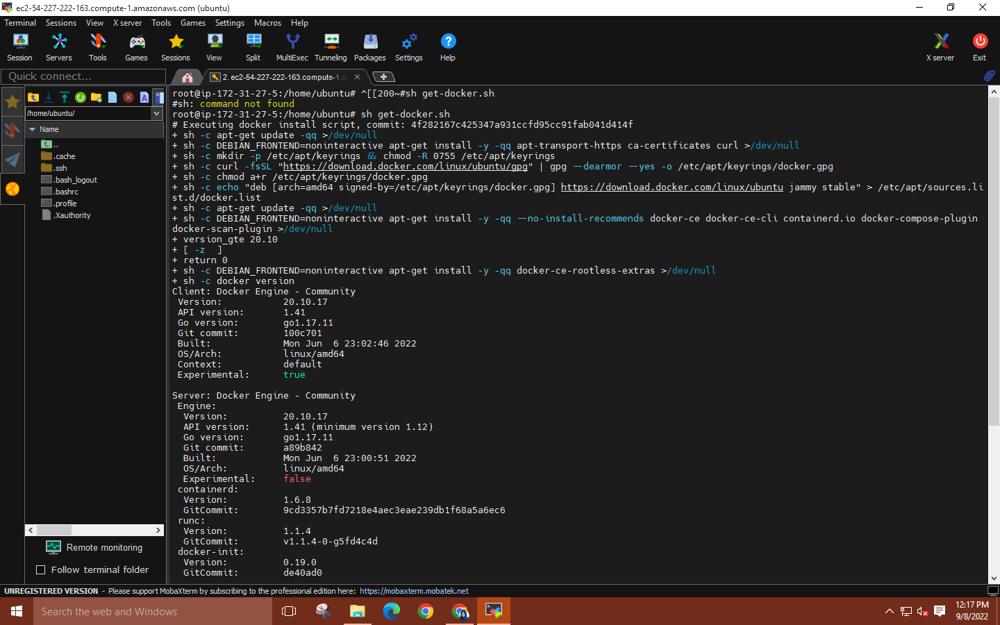 ec2-54-227-222-163.compute-1.amazonaws.com (ubuntu)
Terminal Sessions View X server Tools Games Settings Macros Help
Session Servers Tools Games Sessions View Split MultiExec Tunneling Packages Settings Help X server Exit
Quick connect...
2. ec2-54-227-222-163.compute-1.a
/home/ubuntu/
Name
..
.cache
.ssh
.bash_logout
.bashrc
.profile
.Xauthority
Remote monitoring
Follow terminal folder
root@ip-172-31-27-5:/home/ubuntu# ^[[200~#sh get-docker.sh
#sh: command not found
root@ip-172-31-27-5:/home/ubuntu# sh get-docker.sh
# Executing docker install script, commit: 4f282167c425347a931ccfd95cc91fab041d414f
+ sh -c apt-get update -qq >/dev/null
+ sh -c DEBIAN_FRONTEND=noninteractive apt-get install -y -qq apt-transport-https ca-certificates curl >/dev/null
+ sh -c mkdir -p /etc/apt/keyrings && chmod -R 0755 /etc/apt/keyrings
+ sh -c curl -fsSL "https://download.docker.com/linux/ubuntu/gpg" | gpg --dearmor --yes -o /etc/apt/keyrings/docker.gpg
+ sh -c chmod a+r /etc/apt/keyrings/docker.gpg
+ sh -c echo "deb [arch=amd64 signed-by=/etc/apt/keyrings/docker.gpg] https://download.docker.com/linux/ubuntu jammy stable" > /etc/apt/sources.li
st.d/docker.list
+ sh -c apt-get update -qq >/dev/null
+ sh -c DEBIAN_FRONTEND=noninteractive apt-get install -y -qq --no-install-recommends docker-ce docker-ce-cli containerd.io docker-compose-plugin
docker-scan-plugin >/dev/null
+ version_gte 20.10
+ [ -z  ]
+ return 0
+ sh -c DEBIAN_FRONTEND=noninteractive apt-get install -y -qq docker-ce-rootless-extras >/dev/null
+ sh -c docker version
Client: Docker Engine - Community
Version: 20.10.17
API version: 1.41
Go version: go1.17.11
Git commit: 100c701
Built: Mon Jun  6 23:02:46 2022
OS/Arch: linux/amd64
Context: default
Experimental: true
Server: Docker Engine - Community
Engine:
Version: 20.10.17
API version: 1.41 (minimum version 1.12)
Go version: go1.17.11
Git commit: a89b842
Built: Mon Jun  6 23:00:51 2022
OS/Arch: linux/amd64
Experimental: false
containerd:
Version: 1.6.8
GitCommit: 9cd3357b7fd7218e4aec3eae239db1f68a5a6ec6
runc:
Version: 1.1.4
GitCommit: v1.1.4-0-g5fd4c4d
docker-init:
Version: 0.19.0
GitCommit: de40ad0
UNREGISTERED VERSION - Please support MobaXterm by subscribing to the professional edition here: https://mobaxterm.mobatek.net
Search the web and Windows
12:17 PM
9/8/2022